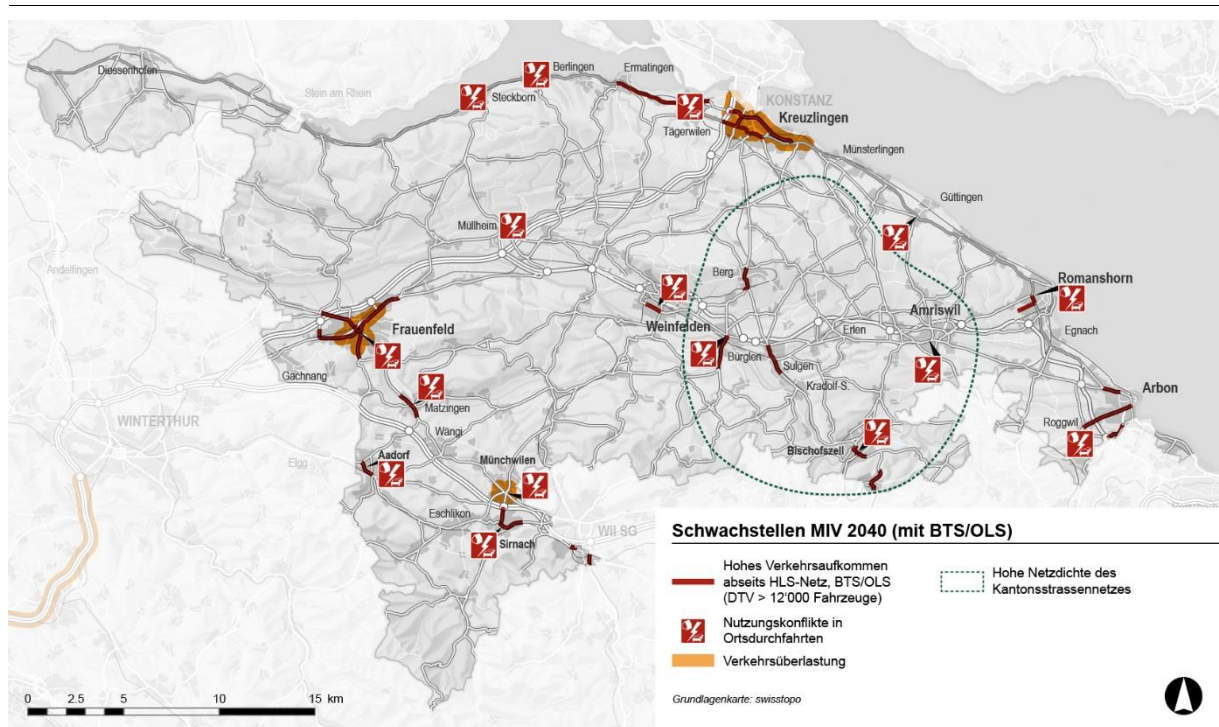 Diessenhofen
Stein am Rhein
Steckborn
Berlingen
Ermatingen
Tägerwilen
KONSTANZ
Kreuzlingen
Münsterlingen
Güttingen
Andelfingen
Müllheim
Berg
Romanshorn
Frauenfeld
Weinfelden
Amriswil
Erlen
Egnach
Bürglen
Sulgen
Kradolf-S.
Gachnang
Arbon
Roggwil
WINTERTHUR
Matzingen
Wängi
Elgg
Aadorf
Münchwilen
Bischofszell
Eschlikon
Wil SG
Sirnach
Schwachstellen MIV 2040 (mit BTS/OLS)
Hohes Verkehrsaufkommen
abseits HLS-Netz, BTS/OLS
(DTV > 12'000 Fahrzeuge)
Hohe Netzdichte des
Kantonsstrassennetzes
Nutzungskonflikte in
Ortsdurchfahrten
Verkehrsüberlastung
Grundlagenkarte: swisstopo
0 2.5 5 10 15 km